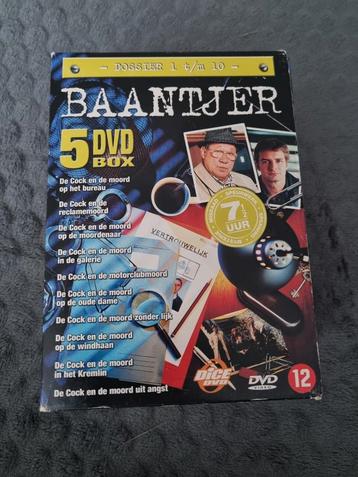 - DOSSIER 1 t/m 10 -
BAANTJER
5 DVD
BOX
De Cock en de moord
op het bureau
De Cock en de
reclamemoord
De Cock en de moord
op de moordenaar
De Cock en de moord
in de galerie
De Cock en de motorclubmoord
De Cock en de moord
op de oude dame
De Cock en de moord zonder lijk
De Cock en de moord
op de windhaan
De Cock en de moord
in het Kremlin
De Cock en de moord uit angst
7½
UUR
VERTROUWELIJK
DiCE
DVD
DVD
VIDEO
12